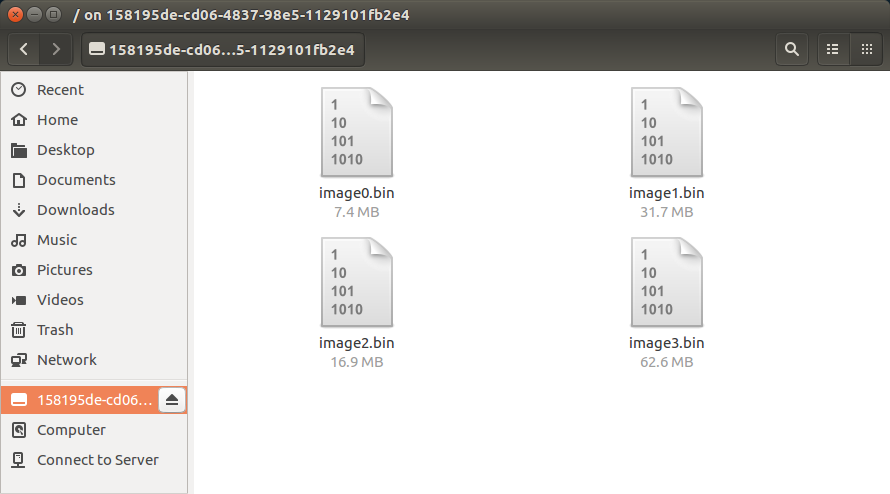 / on 158195de-cd06-4837-98e5-1129101fb2e4
158195de-cd06…5-1129101fb2e4
Recent
Home
Desktop
Documents
Downloads
Music
Pictures
Videos
Trash
Network
158195de-cd06…
Computer
Connect to Server
1
10
101
1010
image0.bin
7.4 MB
1
10
101
1010
image1.bin
31.7 MB
1
10
101
1010
image2.bin
16.9 MB
1
10
101
1010
image3.bin
62.6 MB